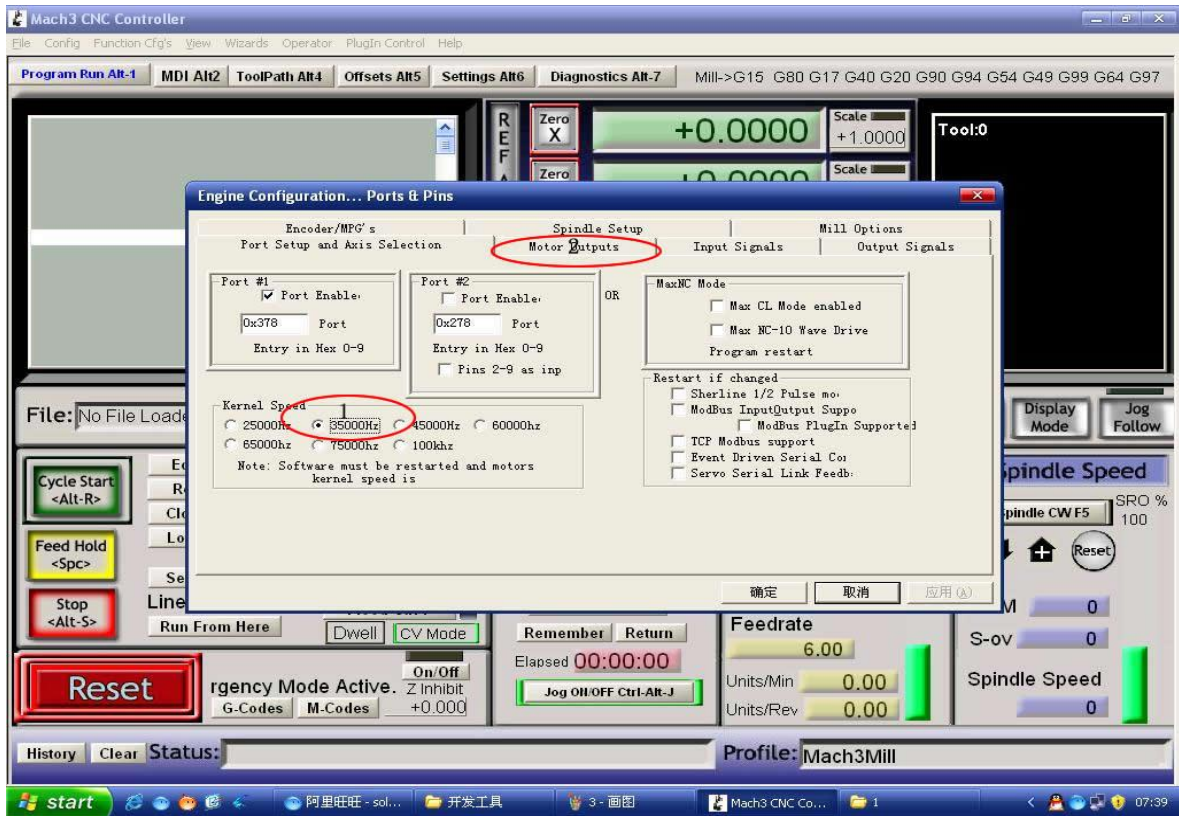 Mach3 CNC Controller
File Config Function Cfg's View Wizards Operator PlugIn Control Help
Program Run Alt-1 MDI Alt2 ToolPath Alt4 Offsets Alt5 Settings Alt6 Diagnostics Alt-7 Mill->G15 G80 G17 G40 G20 G90 G94 G54 G49 G99 G64 G97
REF
Zero X +0.0000 Scale +1.0000 Tool:0
Zero Scale
Engine Configuration... Ports & Pins
Encoder/MPG's Spindle Setup Mill Options
Port Setup and Axis Selection Motor Outputs Input Signals Output Signals
2
Port #1
Port Enable
0x378 Port
Entry in Hex 0-9
Port #2
Port Enable
0x278 Port
Entry in Hex 0-9
Pins 2-9 as inp
OR
MaxNC Mode
Max CL Mode enabled
Max NC-10 Wave Drive
Program restart
Kernel Speed
1
25000Hz 35000Hz 45000Hz 60000hz
65000hz 75000hz 100khz
Note: Software must be restarted and motors
kernel speed is
Restart if changed
Sherline 1/2 Pulse mo
ModBus InputOutput Suppo
ModBus PlugIn Supported
TCP Modbus support
Event Driven Serial Co
Servo Serial Link Feedb
确定 取消 应用(A)
File: No File Loade
Display Mode Jog Follow
Cycle Start <Alt-R>
Feed Hold <Spc>
Stop <Alt-S>
Ed
Re
Clo
Lo
Se
Line
Run From Here
Dwell CV Mode
Remember Return
Elapsed 00:00:00
Jog ON/OFF Ctrl-Alt-J
Feedrate
6.00
Units/Min 0.00
Units/Rev 0.00
Spindle Speed
Spindle CW F5
SRO %
100
Reset
M 0
S-ov 0
Spindle Speed
0
Reset
rgency Mode Active.
G-Codes M-Codes
On/Off
Z Inhibit
+0.000
History Clear Status: Profile: Mach3Mill
start 阿里旺旺 - sol... 开发工具 3 - 画图 Mach3 CNC Co... 1 07:39